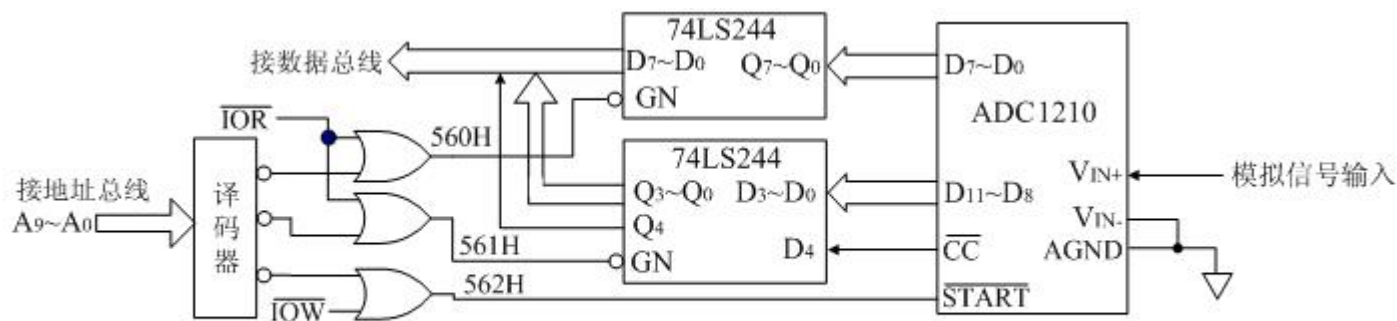 74LS244
接数据总线
D7~D0
Q7~Q0
D7~D0
GN
ADC1210
IOR
560H
74LS244
接地址总线
A9~A0
译码器
Q3~Q0
D3~D0
D11~D8
VIN+
模拟信号输入
Q4
VIN-
561H
D4
CC
AGND
GN
562H
IOW
START